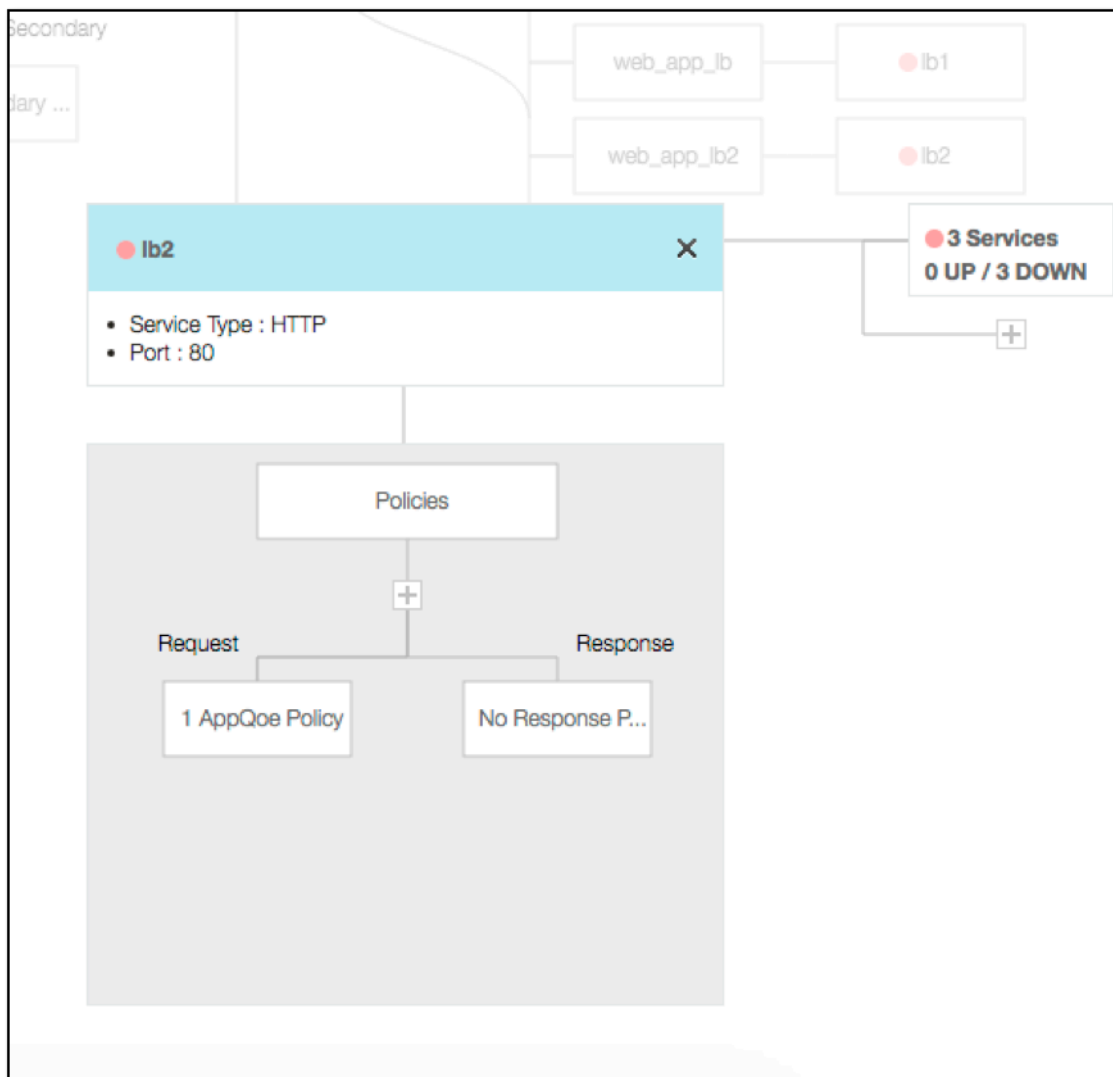 Secondary
dary ...
web_app_lb
lb1
web_app_lb2
lb2
lb2
3 Services
0 UP / 3 DOWN
• Service Type : HTTP
• Port : 80
Policies
Request
Response
1 AppQoe Policy
No Response P...